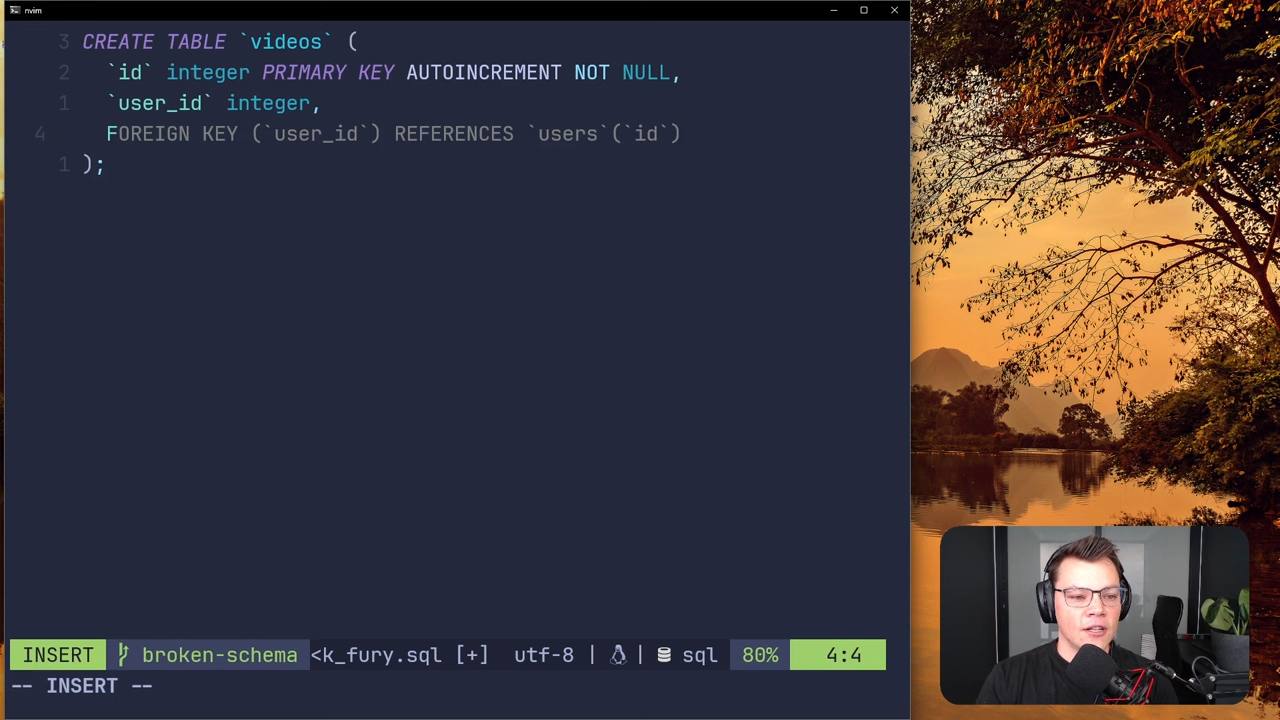 nvim
3 CREATE TABLE `videos` (
2 `id` integer PRIMARY KEY AUTOINCREMENT NOT NULL,
1 `user_id` integer,
4 FOREIGN KEY (`user_id`) REFERENCES `users`(`id`)
1 );
INSERT broken-schema <k_fury.sql [+] utf-8 | | sql 80% 4:4
-- INSERT --